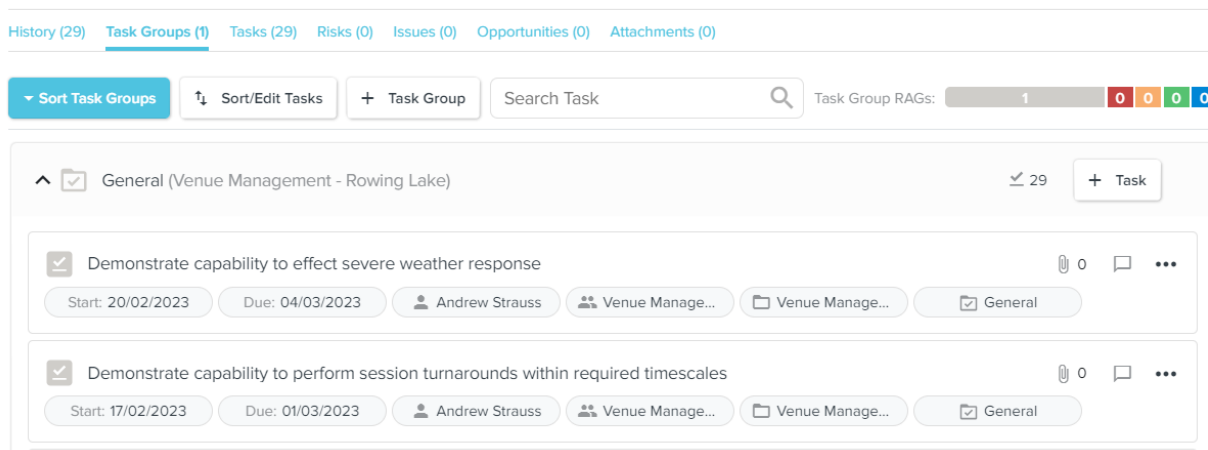 History (29) Task Groups (1) Tasks (29) Risks (0) Issues (0) Opportunities (0) Attachments (0)
Sort Task Groups Sort/Edit Tasks + Task Group Search Task Task Group RAGs: 1 0 0 0 0
General (Venue Management - Rowing Lake) 29 + Task
Demonstrate capability to effect severe weather response 0
Start: 20/02/2023 Due: 04/03/2023 Andrew Strauss Venue Manage... Venue Manage... General
Demonstrate capability to perform session turnarounds within required timescales 0
Start: 17/02/2023 Due: 01/03/2023 Andrew Strauss Venue Manage... Venue Manage... General